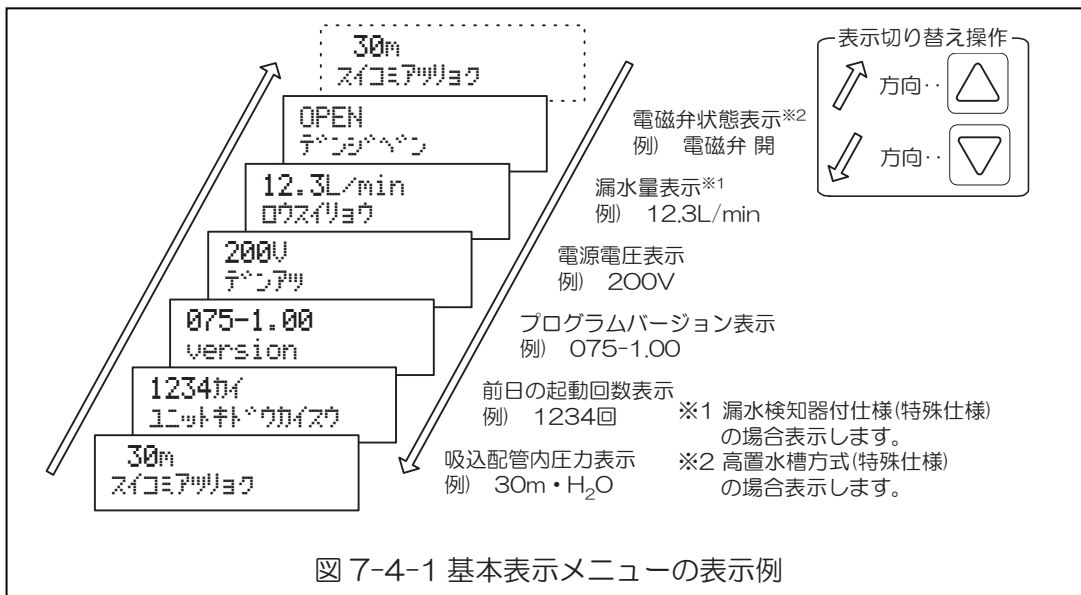 30m
スイコミアツリョク
OPEN
デンジベン
12.3L/min
ロウスイリョウ
200V
デンアツ
075-1.00
version
1234カイ
ユニットキドウカイスウ
30m
スイコミアツリョク
電磁弁状態表示※2
例) 電磁弁 開
漏水量表示※1
例) 12.3L/min
電源電圧表示
例) 200V
プログラムバージョン表示
例) 075-1.00
前日の起動回数表示
例) 1234回
吸込配管内圧力表示
例) 30m・H₂O
表示切り替え操作
方向‥
方向‥
※1 漏水検知器付仕様(特殊仕様)
の場合表示します。
※2 高置水槽方式(特殊仕様)
の場合表示します。
図 7-4-1 基本表示メニューの表示例